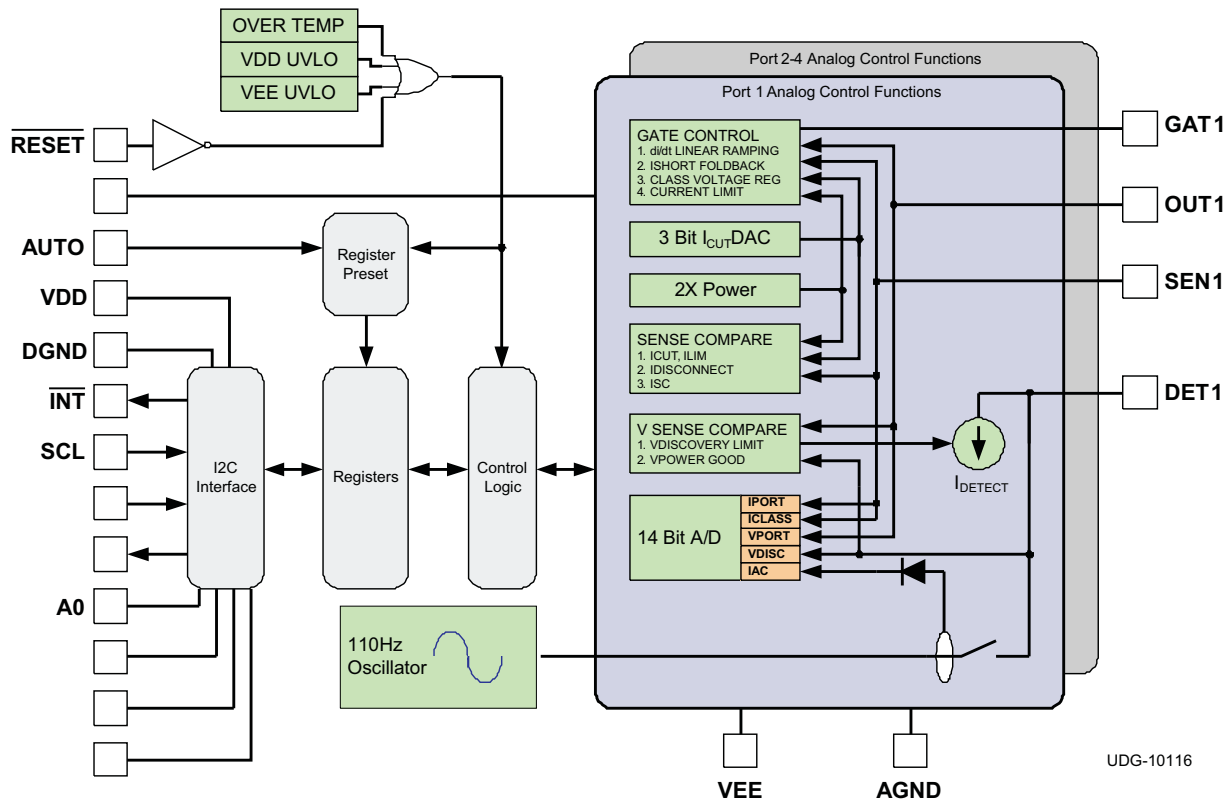 OVER TEMP
VDD UVLO
VEE UVLO
RESET
AUTO
VDD
DGND
INT
SCL
A0
Register
Preset
I2C
Interface
Registers
Control
Logic
110Hz
Oscillator
Port 2-4 Analog Control Functions
Port 1 Analog Control Functions
GATE CONTROL
1. di/dt LINEAR RAMPING
2. ISHORT FOLDBACK
3. CLASS VOLTAGE REG
4. CURRENT LIMIT
3 Bit ICUTDAC
2X Power
SENSE COMPARE
1. ICUT, ILIM
2. IDISCONNECT
3. ISC
V SENSE COMPARE
1. VDISCOVERY LIMIT
2. VPOWER GOOD
14 Bit A/D
IPORT
ICLASS
VPORT
VDISC
IAC
IDETECT
GAT1
OUT1
SEN1
DET1
VEE
AGND
UDG-10116